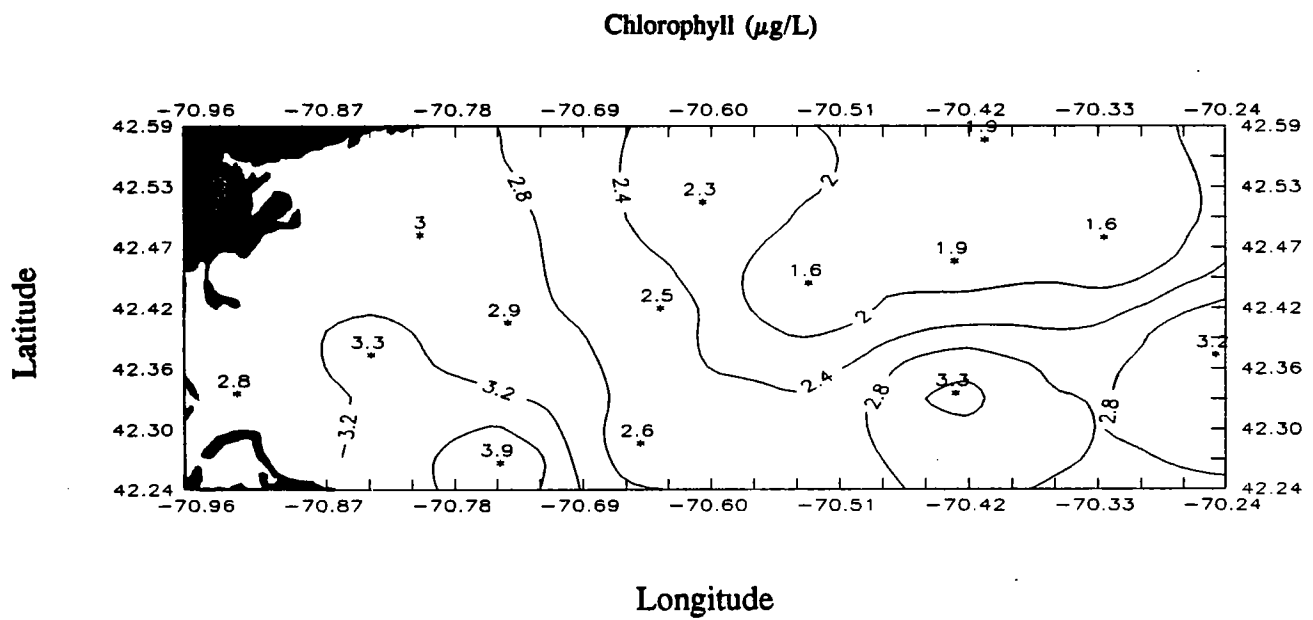 Chlorophyll (μg/L)
-70.96 -70.87 -70.78 -70.69 -70.60 -70.51 -70.42 -70.33 -70.24
42.59 1.9 42.59
42.53 2.8 2.4 2.3 2 42.53
3 1.6
42.47 1.9 42.47
1.6
2.5
42.42 2.9 2 42.42
3.3 3.2
42.36 2.4 42.36
2.8 3.2 2.8 3.3 2.8
42.30 3.2 2.6 42.30
3.9
42.24 42.24
-70.96 -70.87 -70.78 -70.69 -70.60 -70.51 -70.42 -70.33 -70.24
Latitude
Longitude